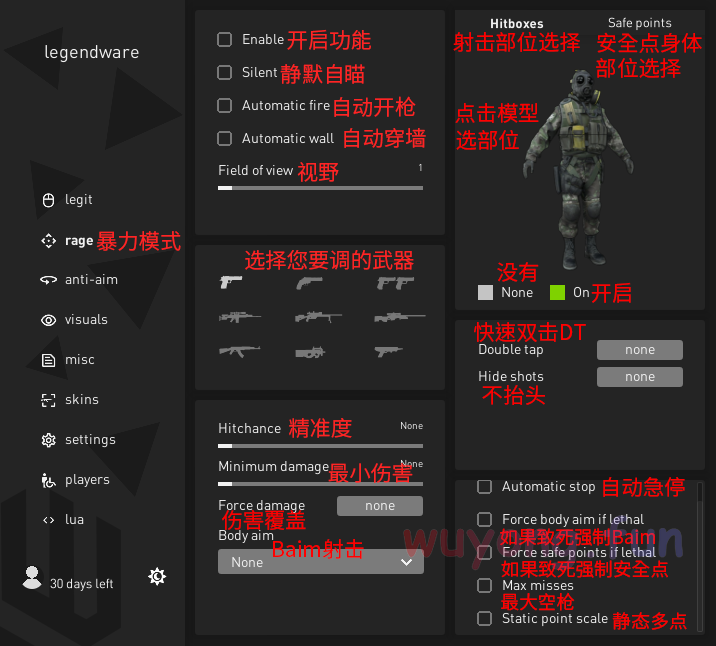 legendware
legit
rage 暴力模式
anti-aim
visuals
misc
skins
settings
players
lua
30 days left
Enable 开启功能
Silent 静默自瞄
Automatic fire 自动开枪
Automatic wall 自动穿墙
Field of view 视野 1
选择您要调的武器
Hitchance 精准度 None
Minimum damage 最小伤害 None
Force damage none
伤害覆盖
Body aim
Baim射击
None
Hitboxes Safe points
射击部位选择 安全点身体
部位选择
点击模型
选部位
没有
None On 开启
快速双击DT
Double tap none
Hide shots none
不抬头
Automatic stop 自动急停
Force body aim if lethal
如果致死强制Baim
Force safe points if lethal
如果致死强制安全点
Max misses
最大空枪
Static point scale 静态多点